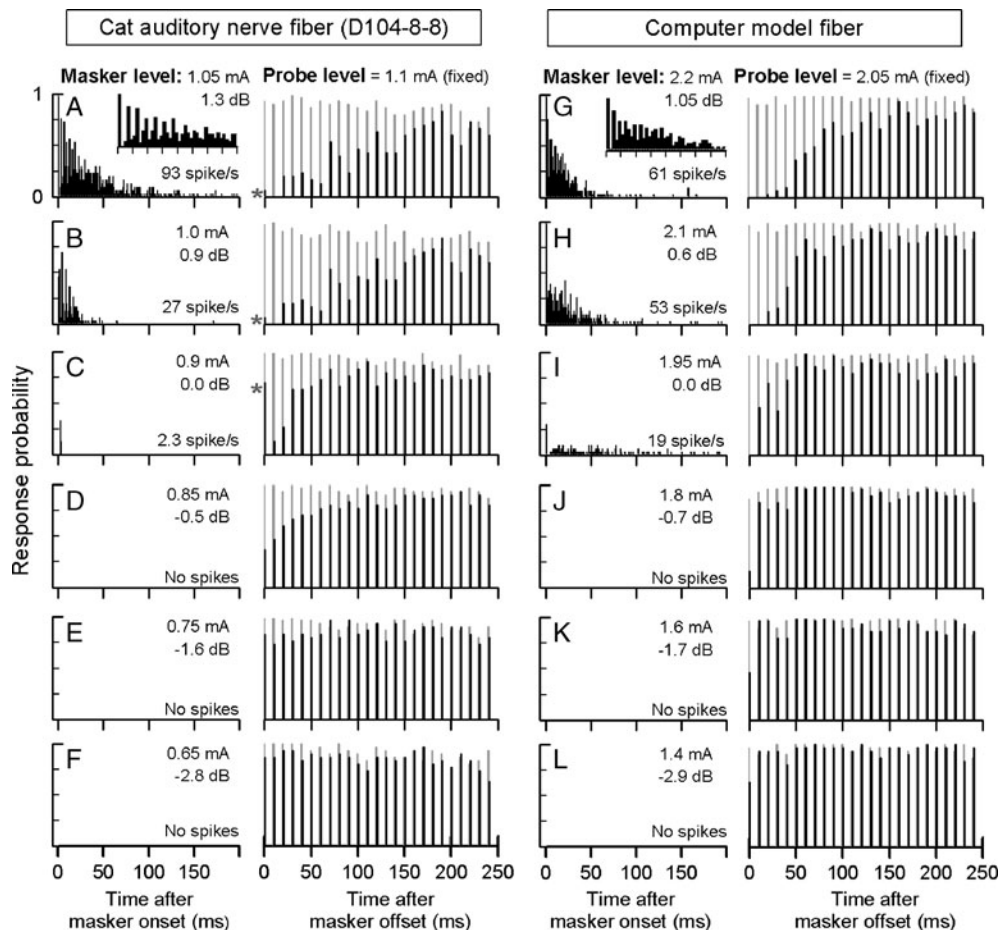 Cat auditory nerve fiber (D104-8-8)
Computer model fiber
Masker level: 1.05 mA
Probe level = 1.1 mA (fixed)
Masker level: 2.2 mA
Probe level = 2.05 mA (fixed)
Response probability
1
0
A
1.3 dB
93 spike/s
*
G
1.05 dB
61 spike/s
B
1.0 mA
0.9 dB
27 spike/s
*
H
2.1 mA
0.6 dB
53 spike/s
C
0.9 mA
0.0 dB
2.3 spike/s
*
I
1.95 mA
0.0 dB
19 spike/s
D
0.85 mA
-0.5 dB
No spikes
J
1.8 mA
-0.7 dB
No spikes
E
0.75 mA
-1.6 dB
No spikes
K
1.6 mA
-1.7 dB
No spikes
F
0.65 mA
-2.8 dB
No spikes
L
1.4 mA
-2.9 dB
No spikes
0 50 100 150
0 50 100 150 200 250
0 50 100 150
0 50 100 150 200 250
Time after
masker onset (ms)
Time after
masker offset (ms)
Time after
masker onset (ms)
Time after
masker offset (ms)